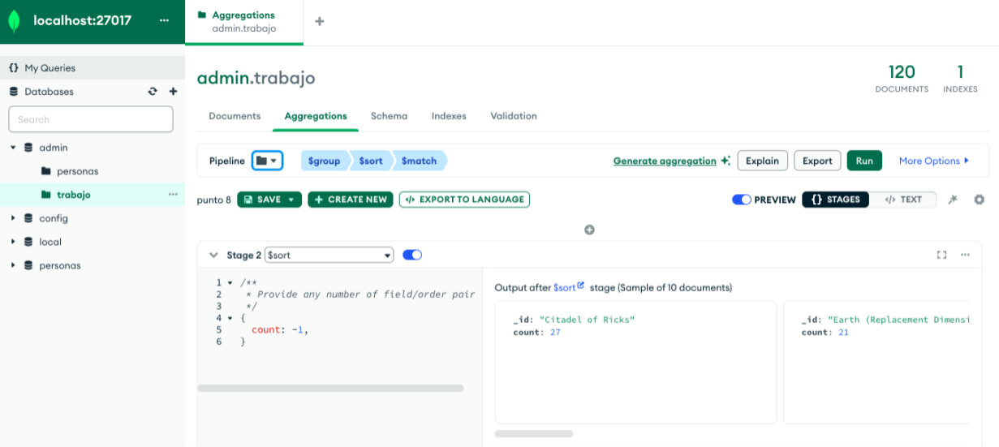 localhost:27017
Aggregations
admin.trabajo
My Queries
Databases
Search
admin
personas
trabajo
config
local
personas
admin.trabajo
120
DOCUMENTS
1
INDEXES
Documents Aggregations Schema Indexes Validation
Pipeline $group $sort $match Generate aggregation Explain Export Run More Options
punto 8 SAVE CREATE NEW </> EXPORT TO LANGUAGE PREVIEW {} STAGES </> TEXT
Stage 2 $sort
1 /**
2 * Provide any number of field/order pair
3 */
4 {
5 count: -1,
6 }
Output after $sort stage (Sample of 10 documents)
_id: "Citadel of Ricks"
count: 27
_id: "Earth (Replacement Dimensi
count: 21